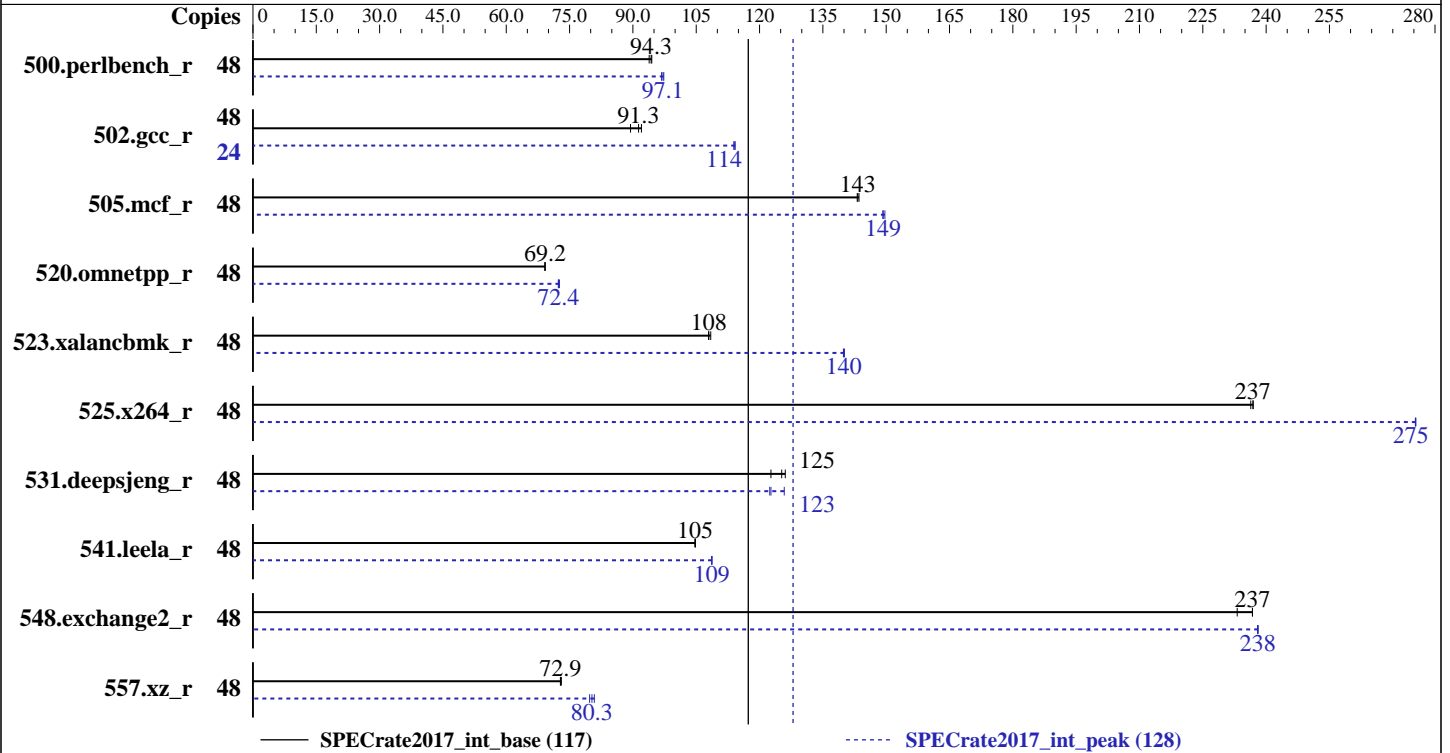 Copies 0 15.0 30.0 45.0 60.0 75.0 90.0 105 120 135 150 165 180 195 210 225 240 255 280
500.perlbench_r 48 94.3
97.1
502.gcc_r 48 91.3
24 114
505.mcf_r 48 143
149
520.omnetpp_r 48 69.2
72.4
523.xalancbmk_r 48 108
140
525.x264_r 48 237
275
531.deepsjeng_r 48 125
123
541.leela_r 48 105
109
548.exchange2_r 48 237
238
557.xz_r 48 72.9
80.3
SPECrate2017_int_base (117) SPECrate2017_int_peak (128)